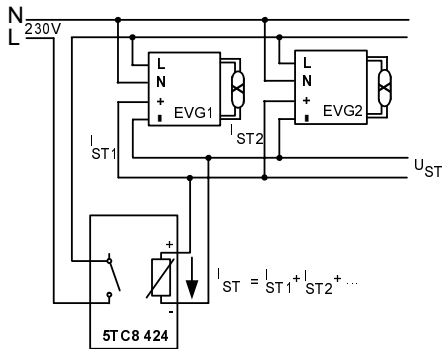 N
L 230V
L
N
+
-
EVG1
L
N
+
-
EVG2
I ST1
I ST2
U ST
+
-
I ST = I ST1 + I ST2 + ...
5TC8 424